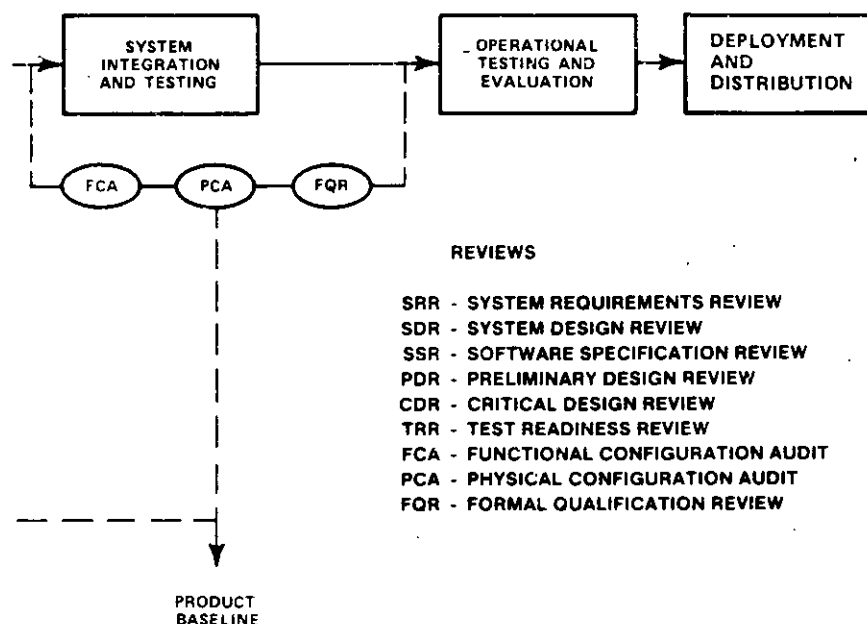 SYSTEM
INTEGRATION
AND TESTING
OPERATIONAL
TESTING AND
EVALUATION
DEPLOYMENT
AND
DISTRIBUTION
FCA
PCA
FQR
REVIEWS
SRR - SYSTEM REQUIREMENTS REVIEW
SDR - SYSTEM DESIGN REVIEW
SSR - SOFTWARE SPECIFICATION REVIEW
PDR - PRELIMINARY DESIGN REVIEW
CDR - CRITICAL DESIGN REVIEW
TRR - TEST READINESS REVIEW
FCA - FUNCTIONAL CONFIGURATION AUDIT
PCA - PHYSICAL CONFIGURATION AUDIT
FQR - FORMAL QUALIFICATION REVIEW
PRODUCT
BASELINE